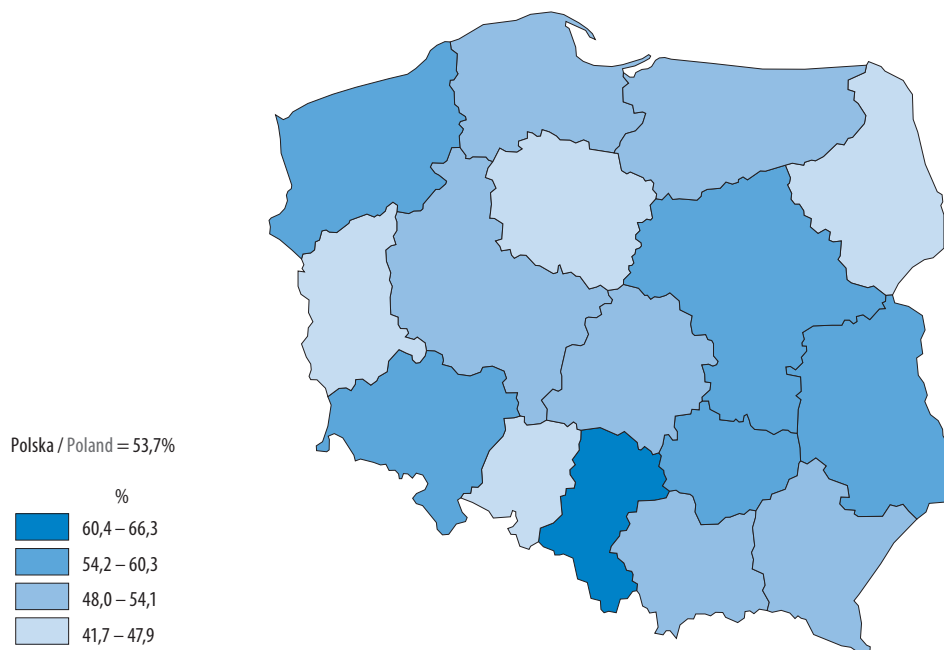 Polska / Poland = 53,7%
%
60,4 – 66,3
54,2 – 60,3
48,0 – 54,1
41,7 – 47,9